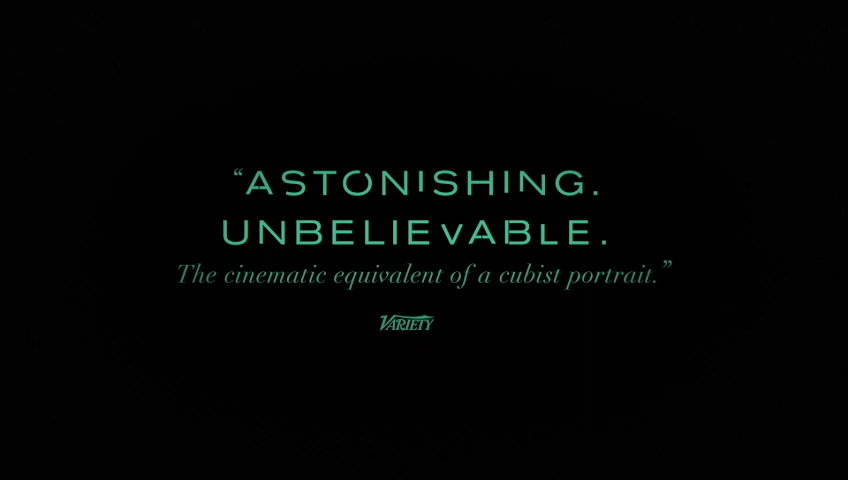 “ASTONISHING.
UNBELIEVABLE.
The cinematic equivalent of a cubist portrait.”
VARIETY